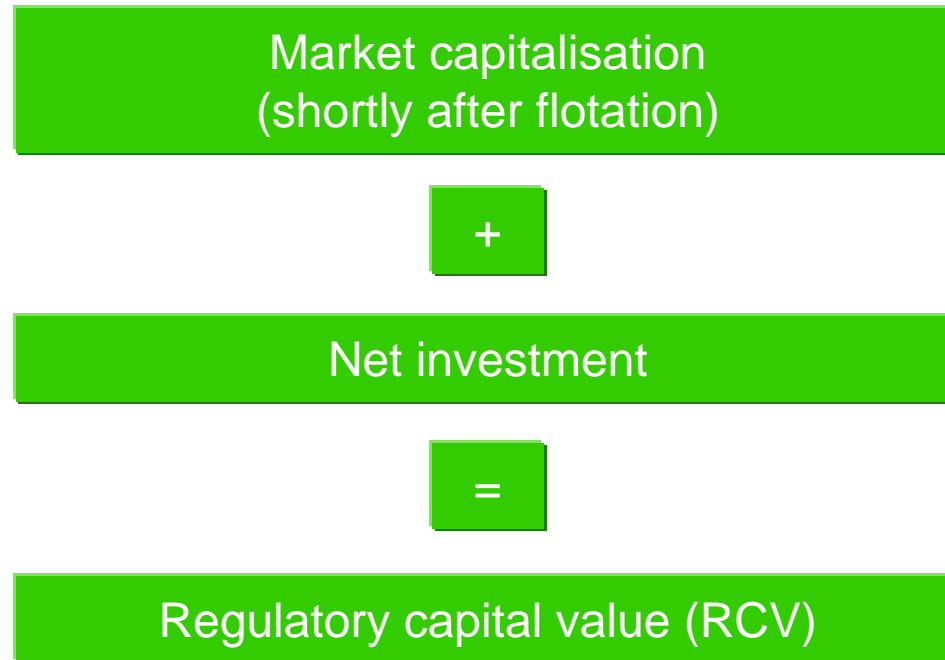 Market capitalisation
(shortly after flotation)
+
Net investment
=
Regulatory capital value (RCV)